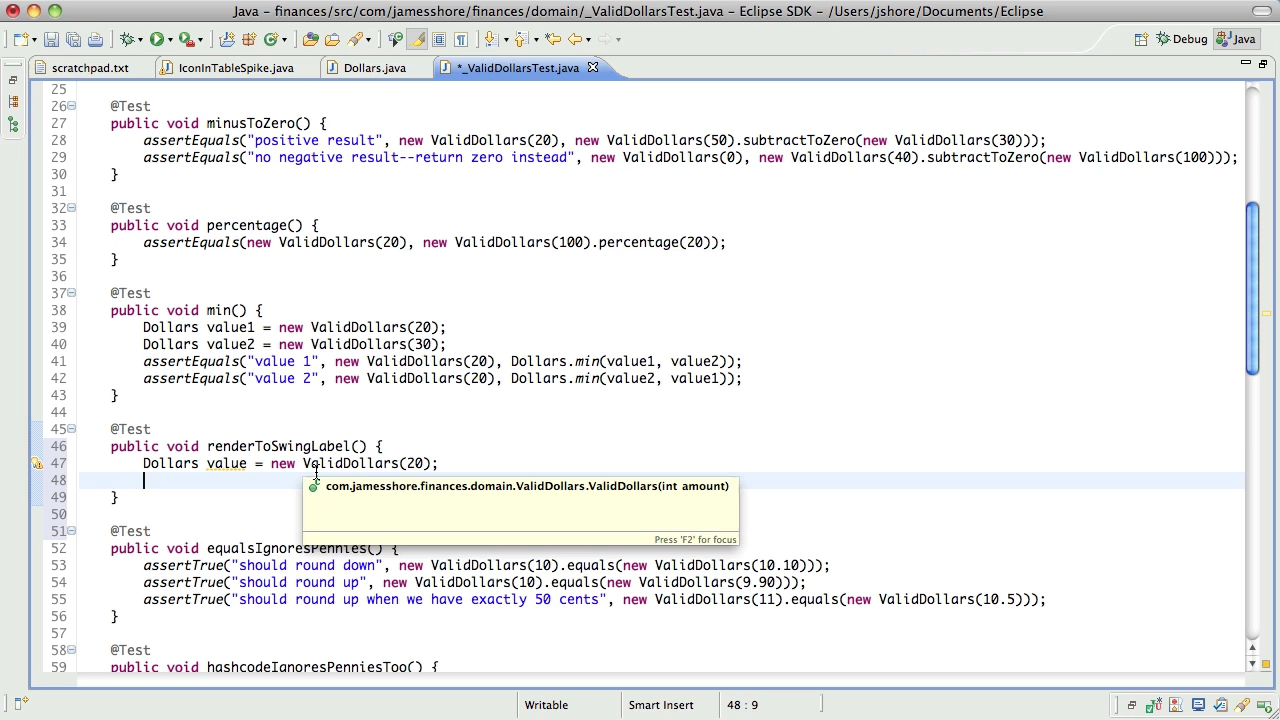 Java - finances/src/com/jamesshore/finances/domain/_ValidDollarsTest.java - Eclipse SDK - /Users/jshore/Documents/Eclipse
Debug Java
scratchpad.txt IconInTableSpike.java Dollars.java *_ValidDollarsTest.java
25
26 @Test
27 public void minusToZero() {
28 assertEquals("positive result", new ValidDollars(20), new ValidDollars(50).subtractToZero(new ValidDollars(30)));
29 assertEquals("no negative result--return zero instead", new ValidDollars(0), new ValidDollars(40).subtractToZero(new ValidDollars(100)));
30 }
31
32 @Test
33 public void percentage() {
34 assertEquals(new ValidDollars(20), new ValidDollars(100).percentage(20));
35 }
36
37 @Test
38 public void min() {
39 Dollars value1 = new ValidDollars(20);
40 Dollars value2 = new ValidDollars(30);
41 assertEquals("value 1", new ValidDollars(20), Dollars.min(value1, value2));
42 assertEquals("value 2", new ValidDollars(20), Dollars.min(value2, value1));
43 }
44
45 @Test
46 public void renderToSwingLabel() {
47 Dollars value = new ValidDollars(20);
48
com.jamesshore.finances.domain.ValidDollars.ValidDollars(int amount)
49 }
50
Press 'F2' for focus
51 @Test
52 public void equalsIgnoresPennies() {
53 assertTrue("should round down", new ValidDollars(10).equals(new ValidDollars(10.10)));
54 assertTrue("should round up", new ValidDollars(10).equals(new ValidDollars(9.90)));
55 assertTrue("should round up when we have exactly 50 cents", new ValidDollars(11).equals(new ValidDollars(10.5)));
56 }
57
58 @Test
59 public void hashcodeIgnoresPenniesToo() {
Writable Smart Insert 48 : 9